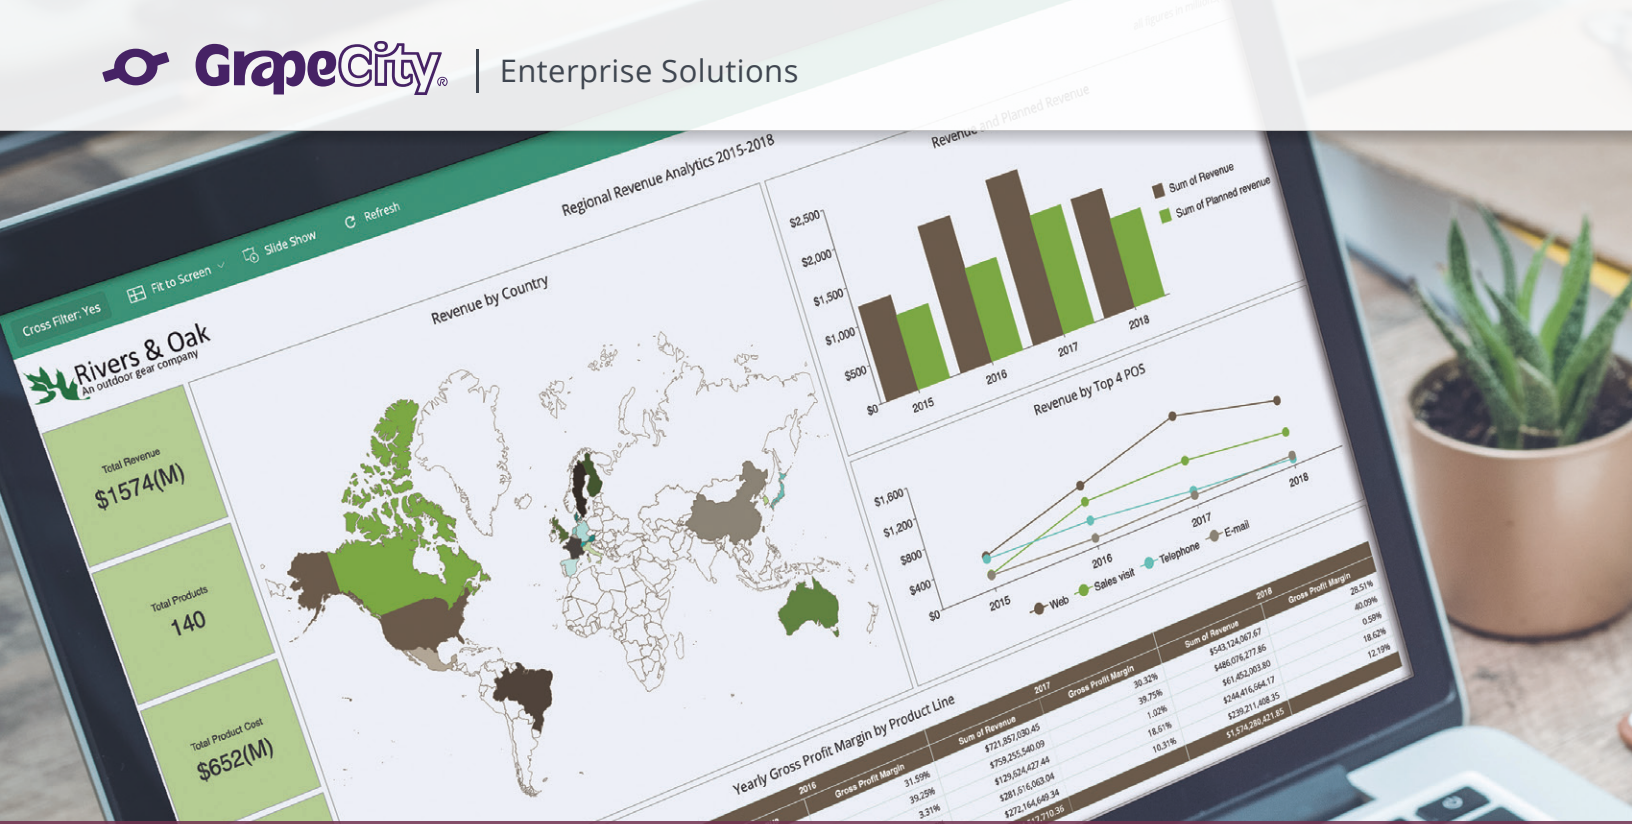 GrapeCity®
Enterprise Solutions
all figures in
Cross Filter: Yes
Fit to Screen
Slide Show
Refresh
Regional Revenue Analytics 2015-2018
Rivers & Oak
An outdoor gear company
Total Revenue
$1574(M)
Total Products
140
Total Product Cost
$652(M)
Revenue by Country
Revenue and Planned Revenue
Sum of Revenue
Sum of Planned revenue
$2,500
$2,000
$1,500
$1,000
$500
$0
2015
2016
2017
2018
Revenue by Top 4 POS
$1,600
$1,200
$800
$400
$0
2015
2016
2017
2018
Web
Sales visit
Telephone
E-mail
Yearly Gross Profit Margin by Product Line
2016
2017
2018
Gross Profit Margin
Sum of Revenue
Gross Profit Margin
Sum of Revenue
Gross Profit Margin
31.59%
$721,857,030.45
30.32%
$543,124,067.67
28.51%
39.25%
$759,255,540.09
39.75%
$486,076,277.86
40.09%
3.31%
$129,624,427.44
1.02%
$61,452,003.80
0.59%
$281,616,063.04
18.61%
$244,416,664.17
18.62%
$272,164,649.34
10.31%
$239,211,408.35
12.19%
$1,574,280,421.85